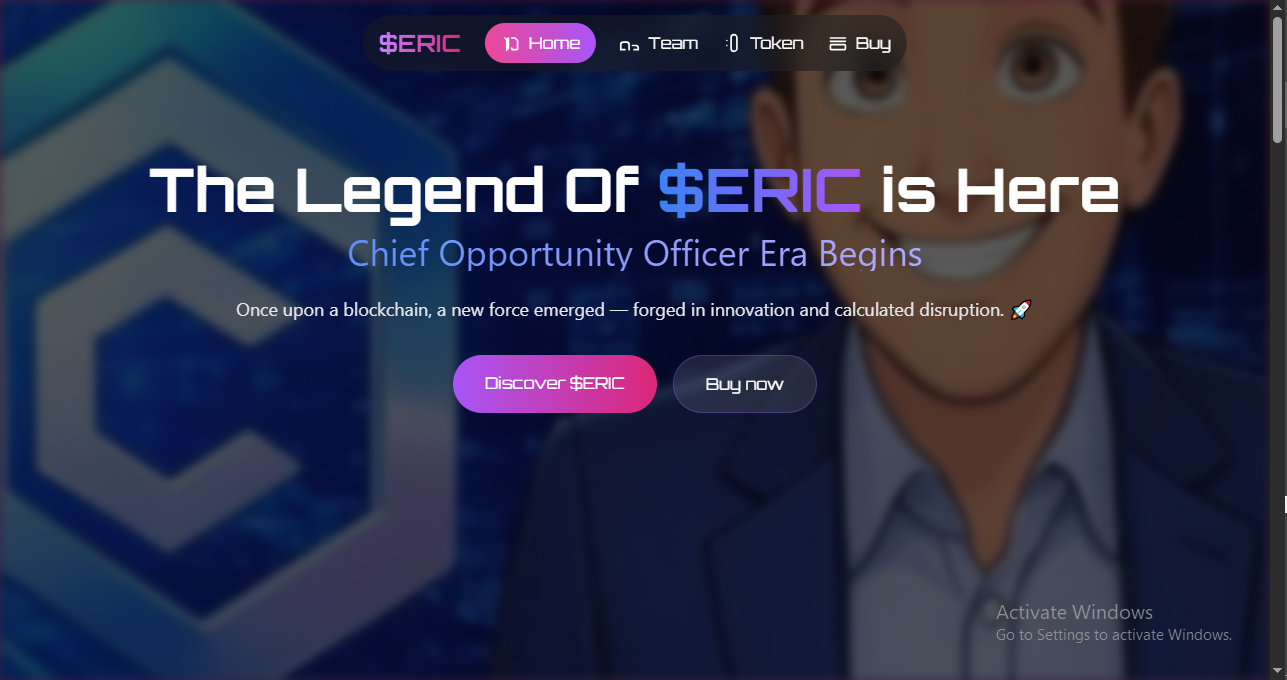 $ERIC
Home
Team
Token
Buy
The Legend Of $ERIC is Here
Chief Opportunity Officer Era Begins
Once upon a blockchain, a new force emerged — forged in innovation and calculated disruption. 🚀
Discover $ERIC
Buy now
Activate Windows
Go to Settings to activate Windows.